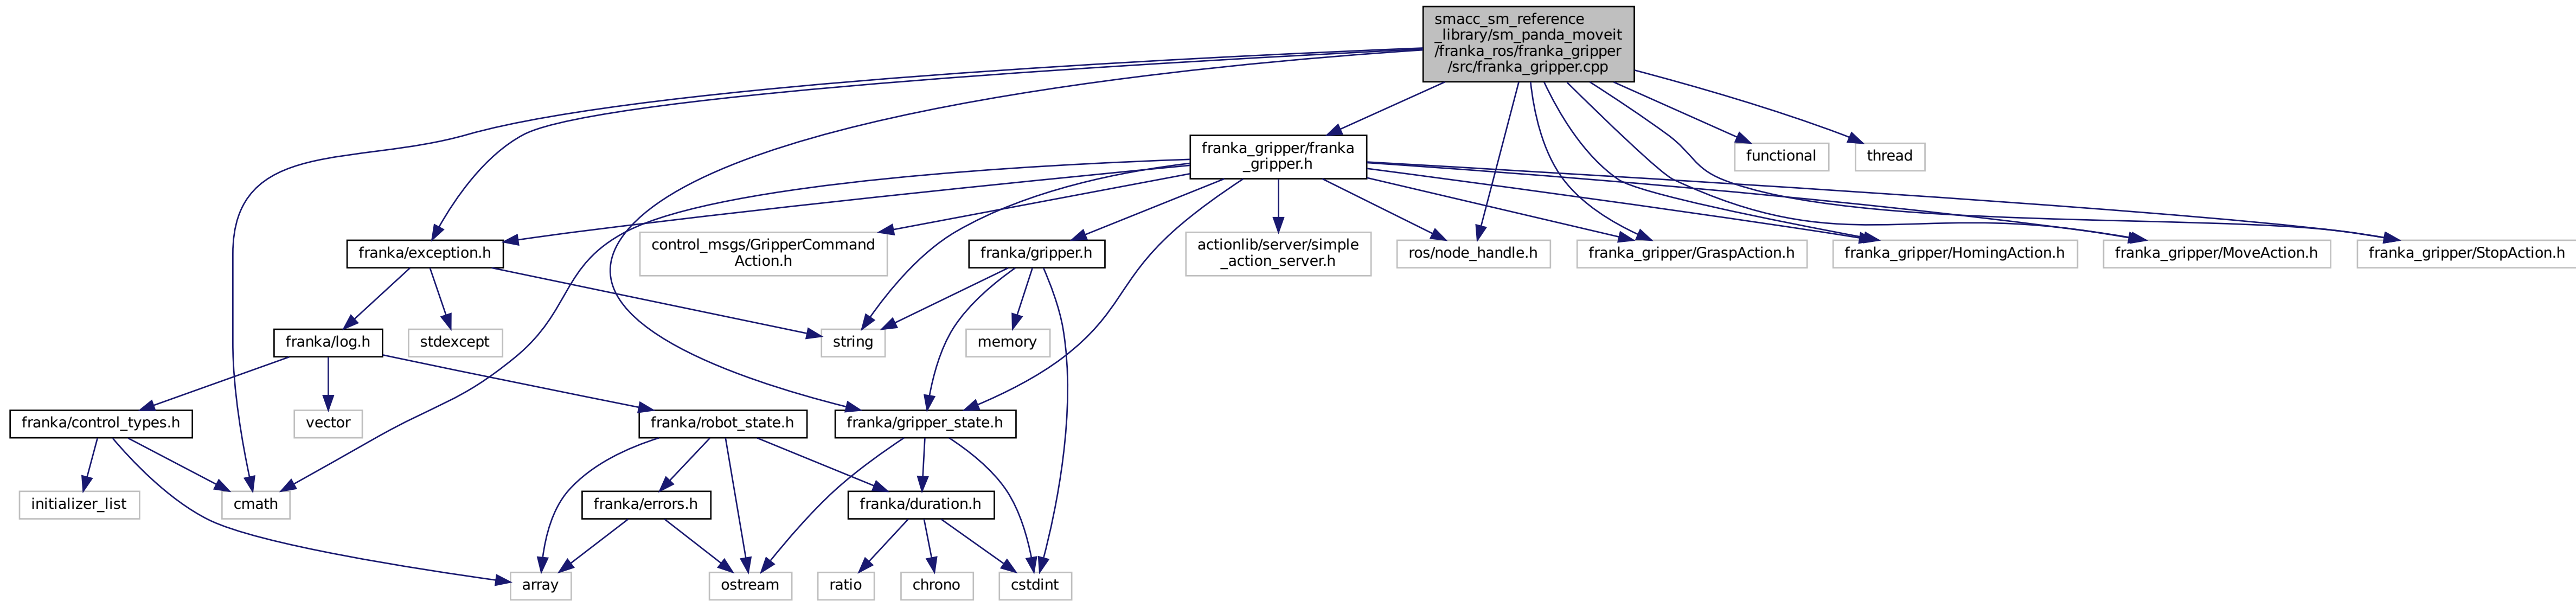 smacc_sm_reference
_library/sm_panda_moveit
/franka_ros/franka_gripper
/src/franka_gripper.cpp
franka_gripper/franka
_gripper.h
functional
thread
franka/exception.h
control_msgs/GripperCommand
Action.h
franka/gripper.h
actionlib/server/simple
_action_server.h
ros/node_handle.h
franka_gripper/GraspAction.h
franka_gripper/HomingAction.h
franka_gripper/MoveAction.h
franka_gripper/StopAction.h
franka/log.h
stdexcept
string
memory
franka/control_types.h
vector
franka/robot_state.h
franka/gripper_state.h
initializer_list
cmath
franka/errors.h
franka/duration.h
array
ostream
ratio
chrono
cstdint